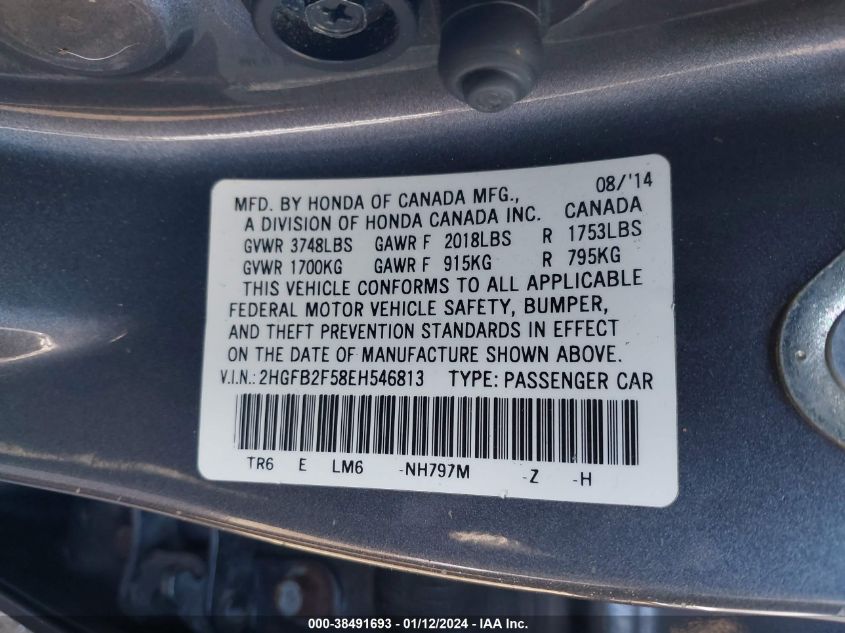 08/'14
MFD. BY HONDA OF CANADA MFG.,
A DIVISION OF HONDA CANADA INC. CANADA
GVWR 3748LBS GAWR F 2018LBS R 1753LBS
GVWR 1700KG GAWR F 915KG R 795KG
THIS VEHICLE CONFORMS TO ALL APPLICABLE
FEDERAL MOTOR VEHICLE SAFETY, BUMPER,
AND THEFT PREVENTION STANDARDS IN EFFECT
ON THE DATE OF MANUFACTURE SHOWN ABOVE.
V.I.N.: 2HGFB2F58EH546813 TYPE: PASSENGER CAR
TR6 E LM6 -NH797M -Z -H
000-38491693 - 01/12/2024 - IAA Inc.